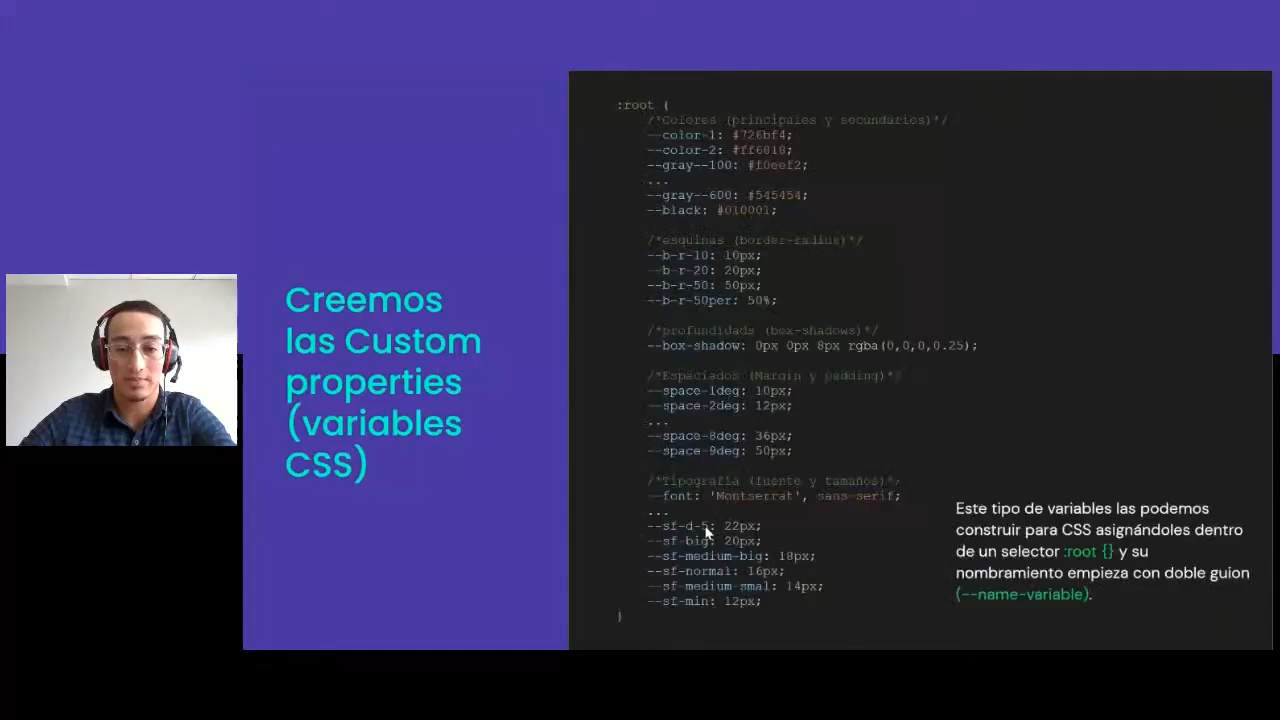 Creemos
las Custom
properties
(variables
CSS)
:root {
/*Colores (principales y secundarios)*/
--color-1: #726bf4;
--color-2: #ff6818;
--gray--100: #f0eef2;
...
--gray--600: #545454;
--black: #010001;
/*esquinas (border-radius)*/
--b-r-10: 10px;
--b-r-20: 20px;
--b-r-50: 50px;
--b-r-50per: 50%;
/*profundidads (box-shadows)*/
--box-shadow: 0px 0px 8px rgba(0,0,0,0.25);
/*Espaciados (Margin y padding)*/
--space-1deg: 10px;
--space-2deg: 12px;
...
--space-8deg: 36px;
--space-9deg: 50px;
/*Tipografía (fuente y tamaños)*/
--font: 'Montserrat', sans-serif;
...
--sf-d-5: 22px;
--sf-big: 20px;
--sf-medium-big: 18px;
--sf-normal: 16px;
--sf-medium-smal: 14px;
--sf-min: 12px;
}
Este tipo de variables las podemos
construir para CSS asignándoles dentro
de un selector :root {} y su
nombramiento empieza con doble guion
(--name-variable).